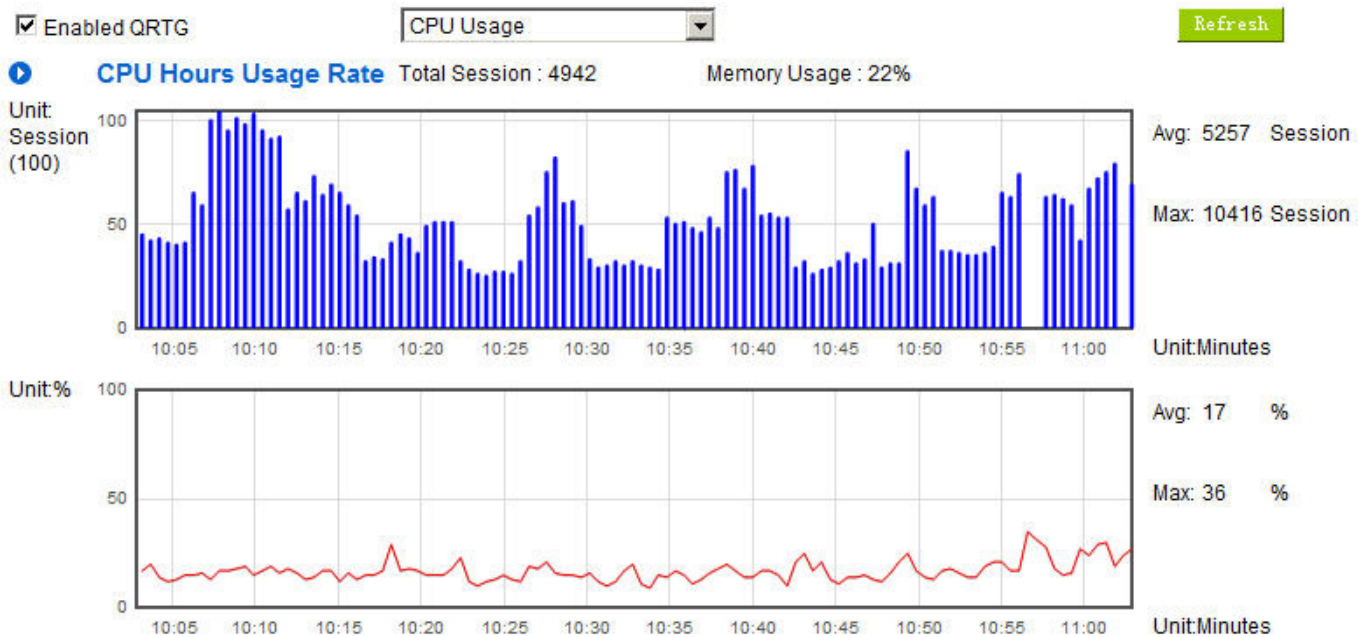 Enabled QRTG CPU Usage Refresh
CPU Hours Usage Rate Total Session : 4942 Memory Usage : 22%
Unit:
Session
(100)
100
50
0
10:05 10:10 10:15 10:20 10:25 10:30 10:35 10:40 10:45 10:50 10:55 11:00
Avg: 5257 Session
Max: 10416 Session
Unit:Minutes
Unit:%
100
50
0
10:05 10:10 10:15 10:20 10:25 10:30 10:35 10:40 10:45 10:50 10:55 11:00
Avg: 17 %
Max: 36 %
Unit:Minutes